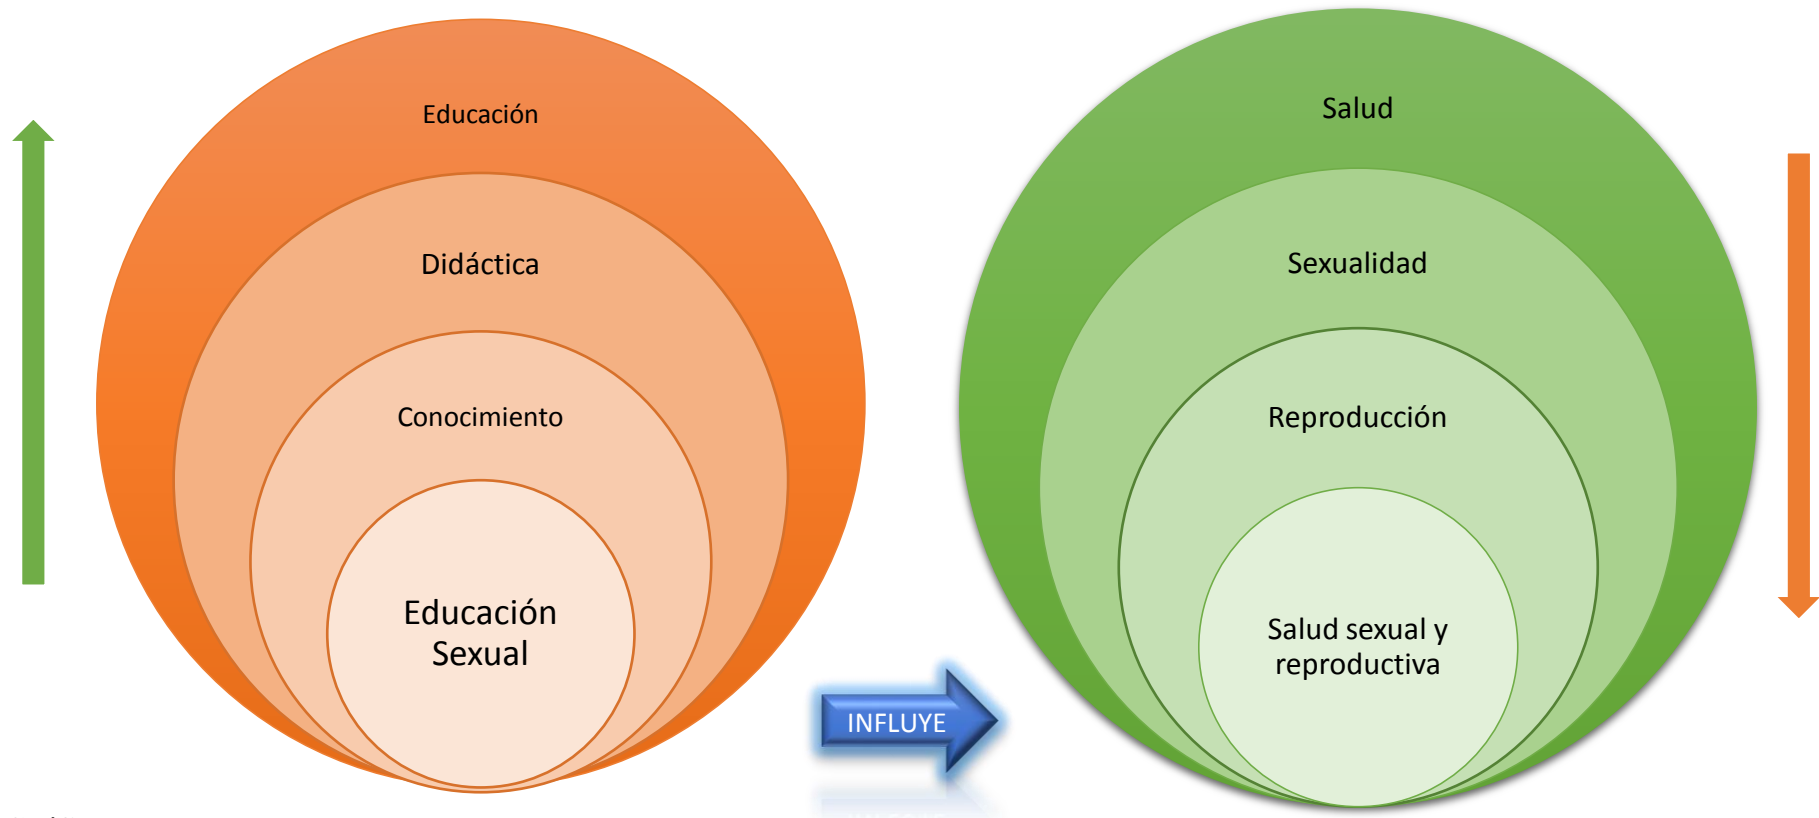 Educación
Didáctica
Conocimiento
Educación
Sexual
INFLUYE
Salud
Sexualidad
Reproducción
Salud sexual y
reproductiva